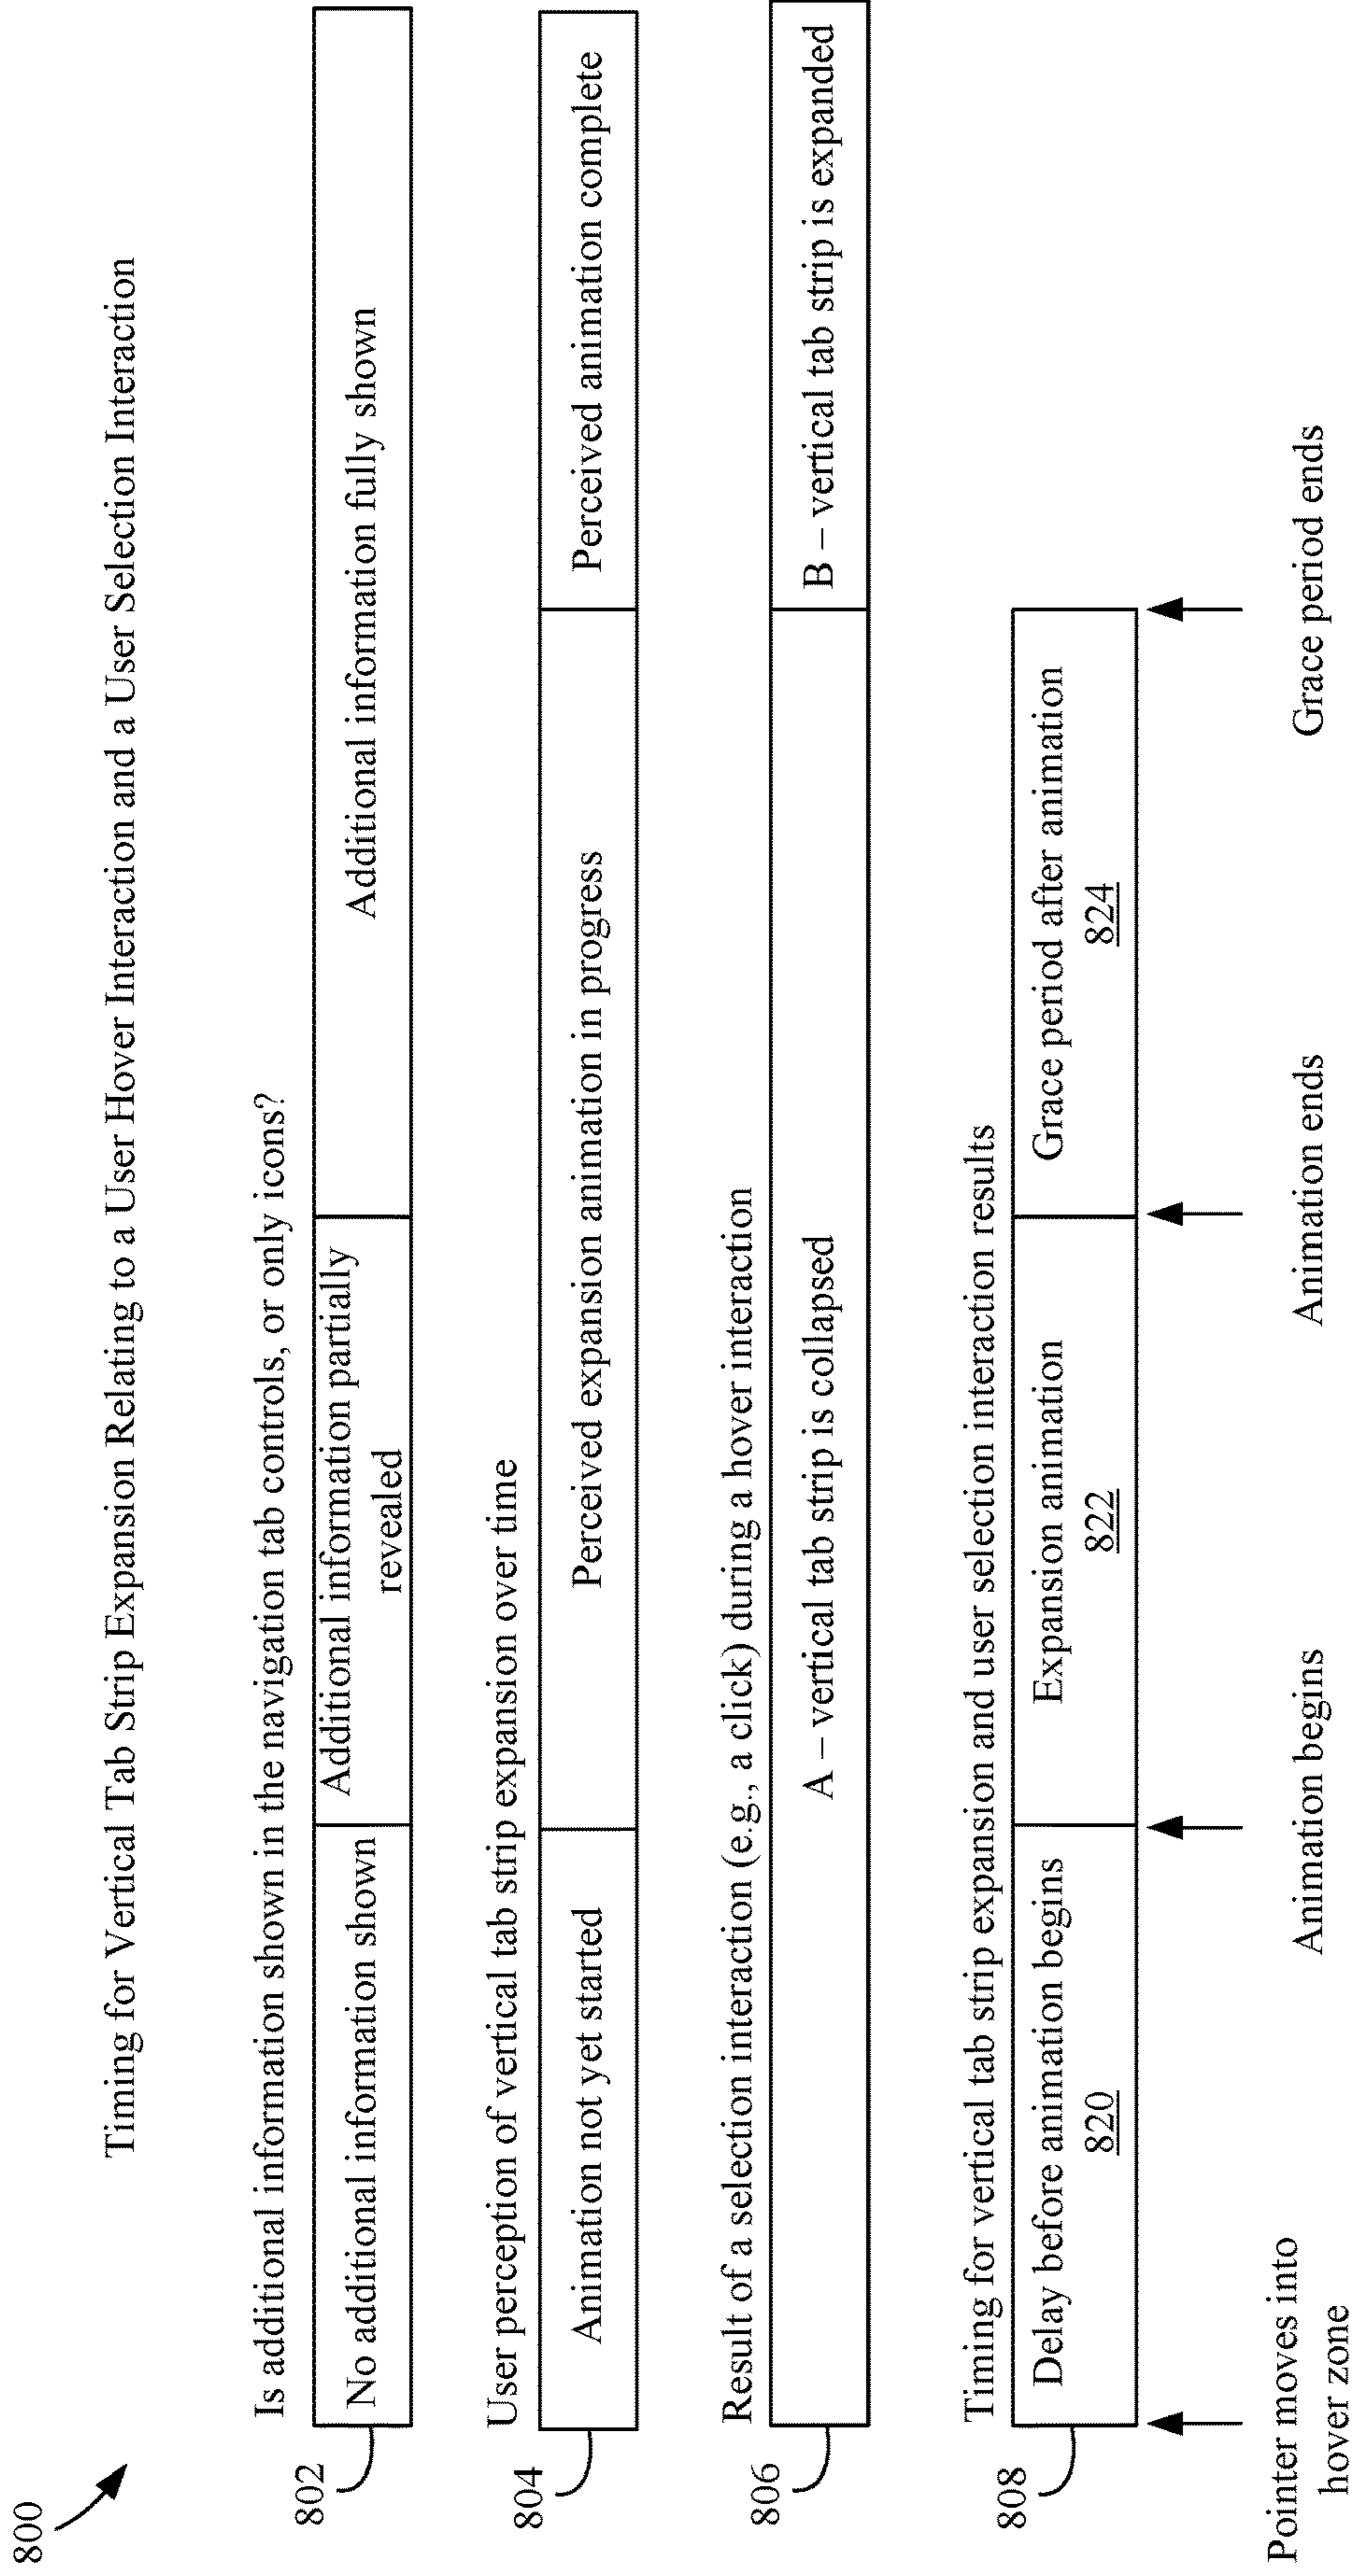 800
Timing for Vertical Tab Strip Expansion Relating to a User Hover Interaction and a User Selection Interaction
Is additional information shown in the navigation tab controls, or only icons?
802
No additional information shown
Additional information partially
revealed
Additional information fully shown
User perception of vertical tab strip expansion over time
804
Animation not yet started
Perceived expansion animation in progress
Perceived animation complete
Result of a selection interaction (e.g., a click) during a hover interaction
806
A – vertical tab strip is collapsed
B – vertical tab strip is expanded
Timing for vertical tab strip expansion and user selection interaction results
808
Delay before animation begins
820
Expansion animation
822
Grace period after animation
824
Pointer moves into
hover zone
Animation begins
Animation ends
Grace period ends